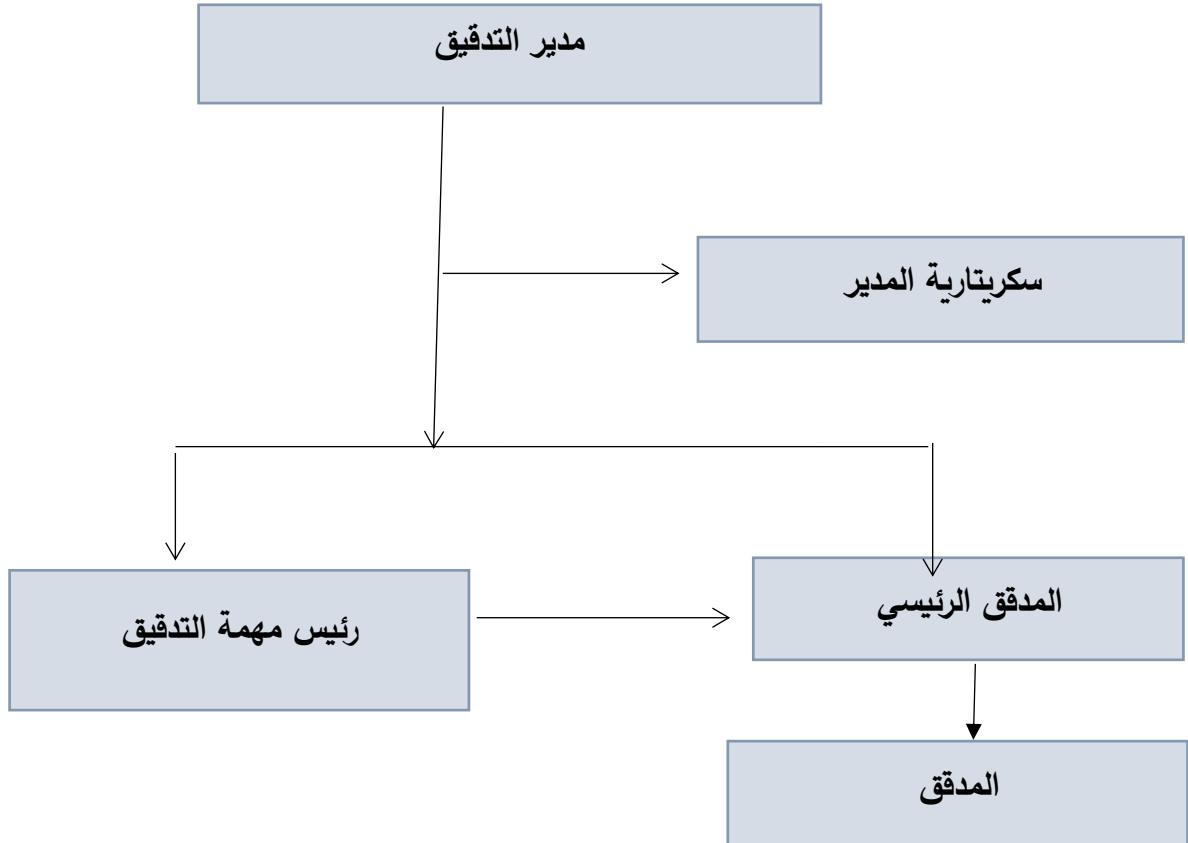 مدير التدقيق
سكريتارية المدير
المدقق الرئيسي
رئيس مهمة التدقيق
المدقق